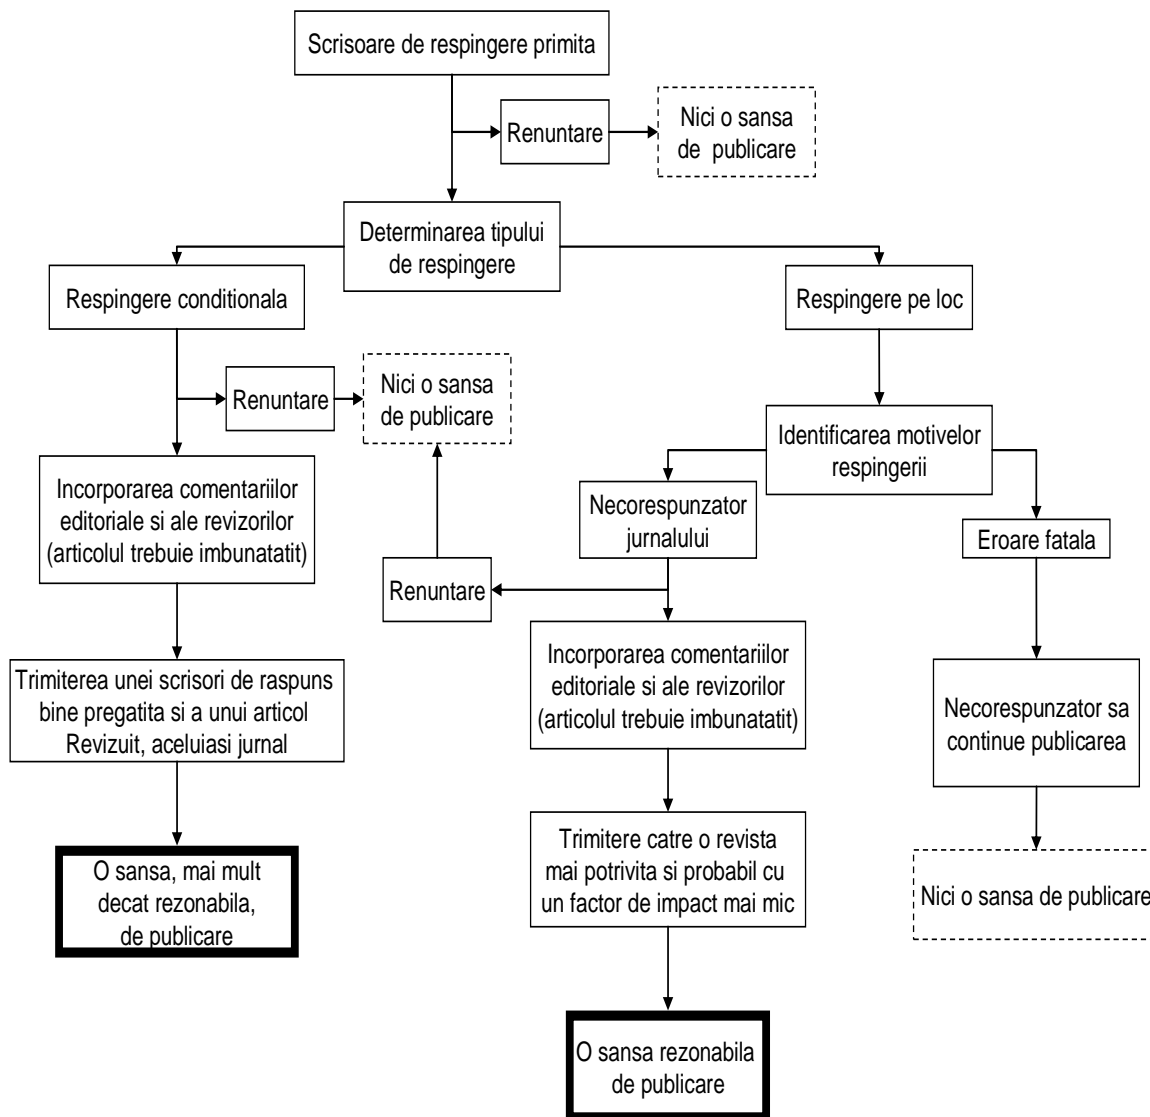 Scrisoare de respingere primita
Renuntare
Nici o sansa
de publicare
Determinarea tipului
de respingere
Respingere conditionala
Respingere pe loc
Renuntare
Nici o sansa
de publicare
Identificarea motivelor
respingerii
Incorporarea comentariilor
editoriale si ale revizorilor
(articolul trebuie imbunatatit)
Necorespunzator
jurnalului
Eroare fatala
Renuntare
Incorporarea comentariilor
editoriale si ale revizorilor
(articolul trebuie imbunatatit)
Trimiterea unei scrisori de raspuns
bine pregatita si a unui articol
Revizuit, aceluiasi jurnal
Necorespunzator sa
continue publicarea
Trimitere catre o revista
mai potrivita si probabil cu
un factor de impact mai mic
O sansa, mai mult
decat rezonabila,
de publicare
Nici o sansa de publicare
O sansa rezonabila
de publicare